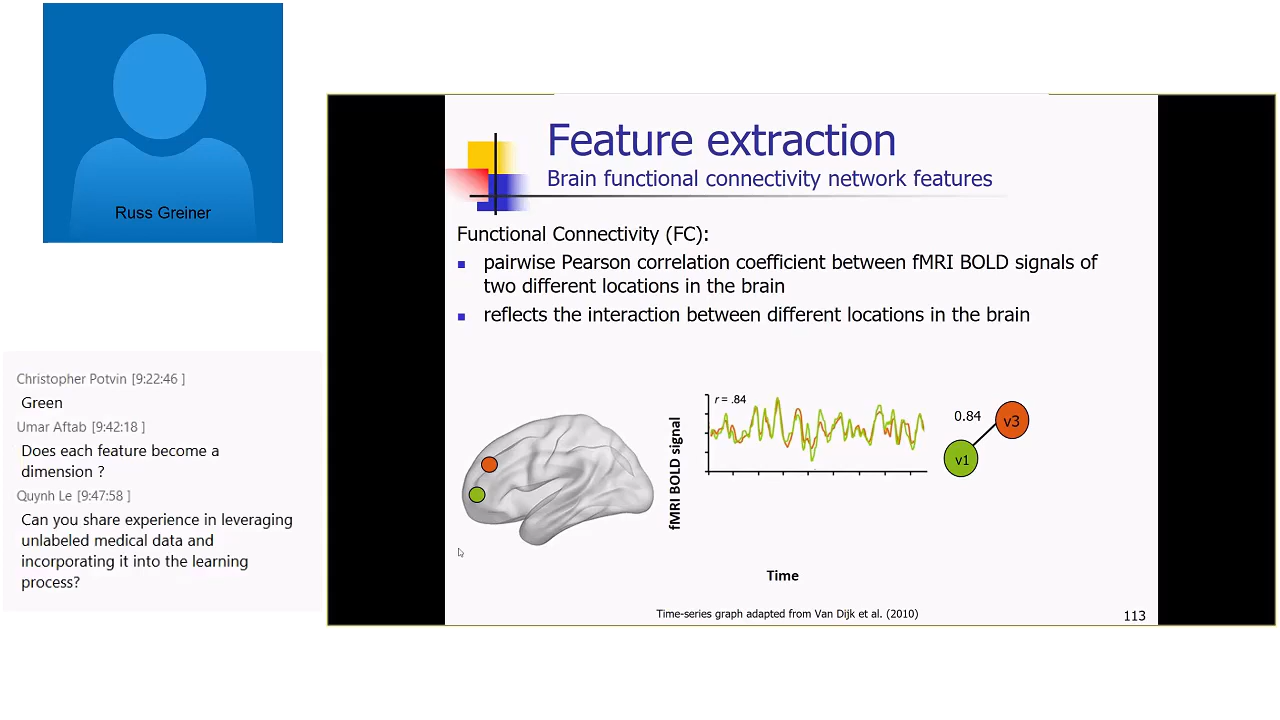 Russ Greiner
Christopher Potvin [9:22:46 ]
Green
Umar Aftab [9:42:18 ]
Does each feature become a
dimension ?
Quynh Le [9:47:58 ]
Can you share experience in leveraging
unlabeled medical data and
incorporating it into the learning
process?
Feature extraction
Brain functional connectivity network features
Functional Connectivity (FC):
pairwise Pearson correlation coefficient between fMRI BOLD signals of
two different locations in the brain
reflects the interaction between different locations in the brain
fMRI BOLD signal
r = .84
0.84
v3
v1
Time
Time-series graph adapted from Van Dijk et al. (2010)
113